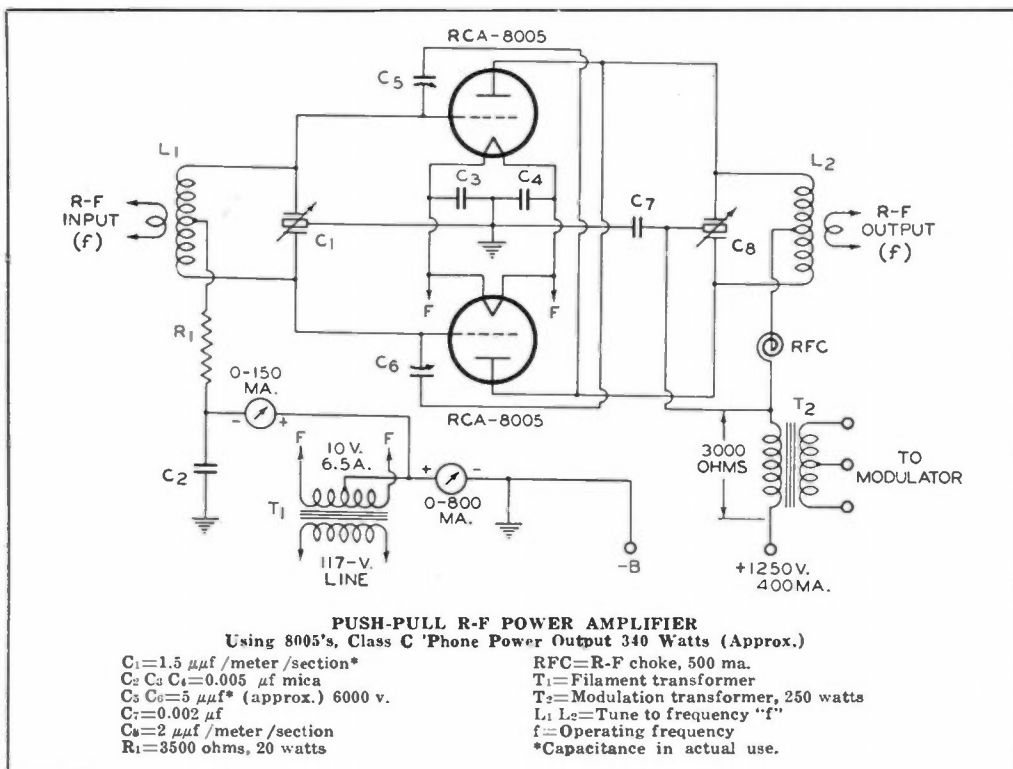 RCA-8005
C5
L1
L2
C3
C4
R-F
INPUT
(f)
C1
C7
C8
R-F
OUTPUT
(f)
F
F
R1
RFC
C6
0-150
MA.
- +
RCA-8005
T2
3000
OHMS
TO
MODULATOR
F
F
10 V.
6.5A.
+ -
0-800
MA.
C2
T1
117-V.
LINE
-B
+1250V.
400MA.
PUSH-PULL R-F POWER AMPLIFIER
Using 8005's, Class C 'Phone Power Output 340 Watts (Approx.)
C1=1.5 μμf /meter /section*
C2 C3 C4=0.005 μf mica
C5 C6=5 μμf* (approx.) 6000 v.
C7=0.002 μf
C8=2 μμf /meter /section
R1=3500 ohms, 20 watts
RFC=R-F choke, 500 ma.
T1=Filament transformer
T2=Modulation transformer, 250 watts
L1 L2=Tune to frequency "f"
f=Operating frequency
*Capacitance in actual use.